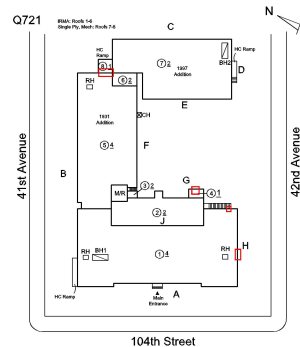 Q721
IRMA: Roofs 1-6
Single Ply, Mech: Roofs 7-8
C
N
HC
Ramp
8 1
7 2
1997
Addition
BH2
HC Ramp
D
6 2
RH
E
1931
Addition
CH
5 4
F
B
41st Avenue
42nd Avenue
M/R
3 2
G
4 1
2 2
J
H
RH
BH1
1 4
RH
HC Ramp
Main
Entrance
A
104th Street